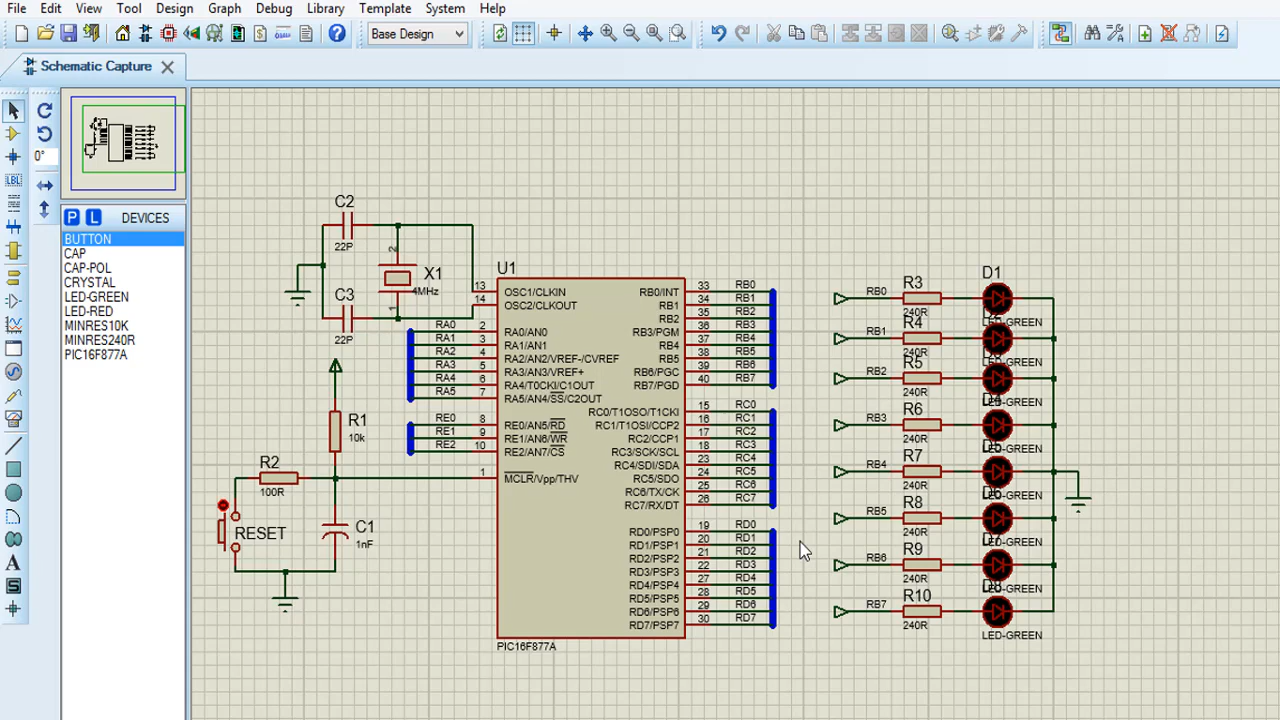 File Edit View Tool Design Graph Debug Library Template System Help
Base Design
Schematic Capture
0°
LBL
P L DEVICES
BUTTON
CAP
CAP-POL
CRYSTAL
LED-GREEN
LED-RED
MINRES10K
MINRES240R
PIC16F877A
A
C2
22P
X1
4MHz
2
1
C3
22P
R1
10k
R2
100R
RESET
C1
1nF
U1
13 OSC1/CLKIN
14 OSC2/CLKOUT
RA0 2 RA0/AN0
RA1 3 RA1/AN1
RA2 4 RA2/AN2/VREF-/CVREF
RA3 5 RA3/AN3/VREF+
RA4 6 RA4/T0CKI/C1OUT
RA5 7 RA5/AN4/SS/C2OUT
RE0 8 RE0/AN5/RD
RE1 9 RE1/AN6/WR
RE2 10 RE2/AN7/CS
1 MCLR/Vpp/THV
RB0/INT 33 RB0
RB1 34 RB1
RB2 35 RB2
RB3/PGM 36 RB3
RB4 37 RB4
RB5 38 RB5
RB6/PGC 39 RB6
RB7/PGD 40 RB7
RC0/T1OSO/T1CKI 15 RC0
RC1/T1OSI/CCP2 16 RC1
RC2/CCP1 17 RC2
RC3/SCK/SCL 18 RC3
RC4/SDI/SDA 23 RC4
RC5/SDO 24 RC5
RC6/TX/CK 25 RC6
RC7/RX/DT 26 RC7
RD0/PSP0 19 RD0
RD1/PSP1 20 RD1
RD2/PSP2 21 RD2
RD3/PSP3 22 RD3
RD4/PSP4 27 RD4
RD5/PSP5 28 RD5
RD6/PSP6 29 RD6
RD7/PSP7 30 RD7
PIC16F877A
RB0 R3 240R D1 LED-GREEN
RB1 R4 240R LED-GREEN
RB2 R5 240R LED-GREEN
RB3 R6 240R LED-GREEN
RB4 R7 240R D5 LED-GREEN
RB5 R8 240R D6 LED-GREEN
RB6 R9 240R LED-GREEN
RB7 R10 240R D8 LED-GREEN